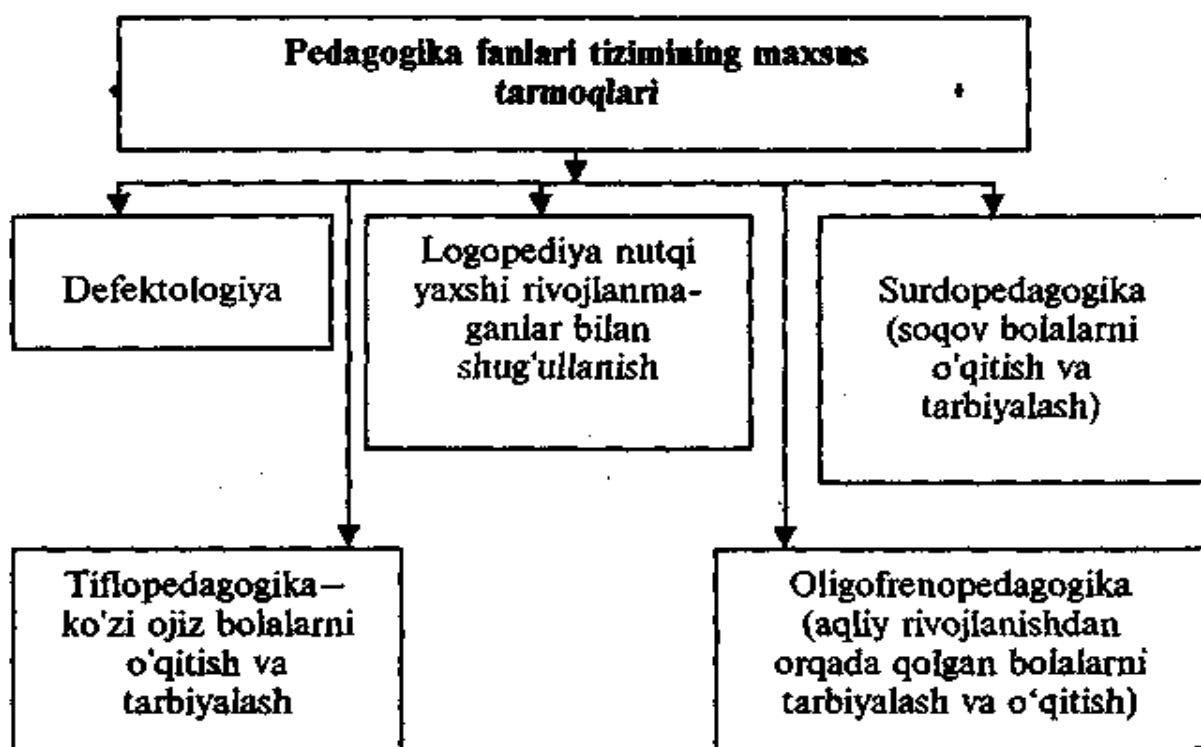 Pedagogika fanlari tizimining maxsus
tarmoqlari
Defektologiya
Logopediya nutqi
yaxshi rivojlanma-
ganlar bilan
shug'ullanish
Surdopedagogika
(soqov bolalarni
o'qitish va
tarbiyalash)
Tiflopedagogika—
ko'zi ojiz bolalarni
o'qitish va
tarbiyalash
Oligofrenopedagogika
(aqliy rivojlanishdan
orqada qolgan bolalarni
tarbiyalash va o‘qitish)